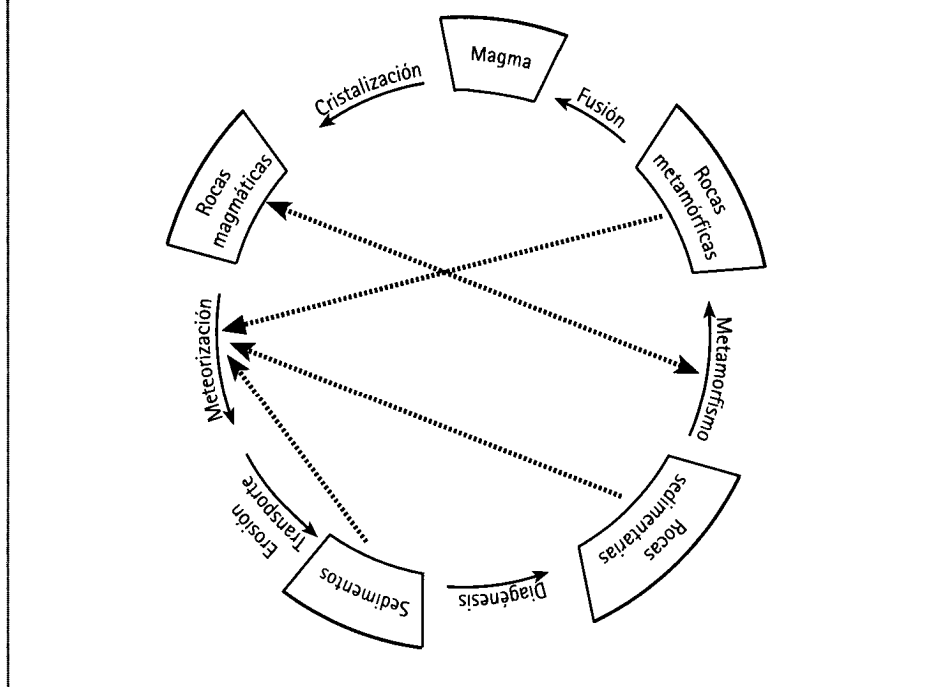 Magma
Cristalización
Fusión
Rocas
magmáticas
Rocas
metamórficas
Meteorización
Metamorfismo
Erosión
Transporte
Sedimentos
Diagénesis
Rocas
sedimentarias